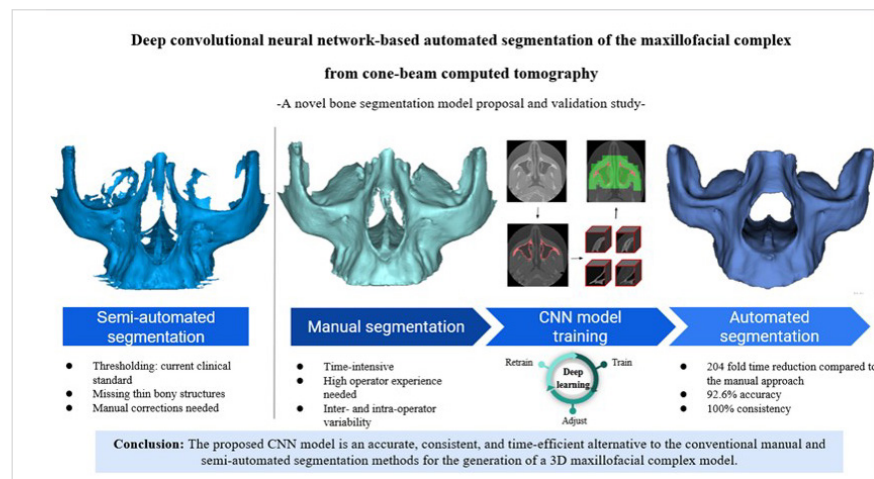 Deep convolutional neural network-based automated segmentation of the maxillofacial complex
from cone-beam computed tomography
-A novel bone segmentation model proposal and validation study-
Semi-automated
segmentation
Thresholding: current clinical
standard
Missing thin bony structures
Manual corrections needed
Manual segmentation
Time-intensive
High operator experience
needed
Inter- and intra-operator
variability
CNN model
training
Retrain
Train
Deep
learning
Adjust
Automated
segmentation
204 fold time reduction compared to
the manual approach
92.6% accuracy
100% consistency
Conclusion: The proposed CNN model is an accurate, consistent, and time-efficient alternative to the conventional manual and
semi-automated segmentation methods for the generation of a 3D maxillofacial complex model.